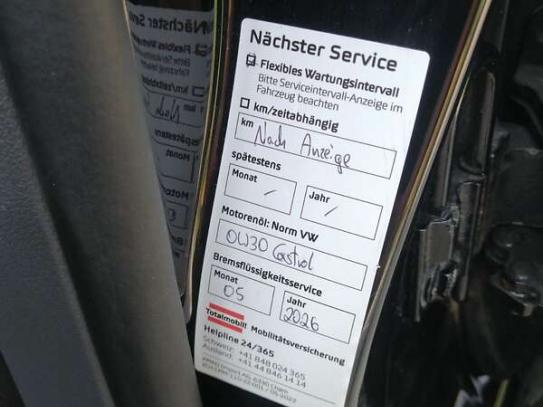 Nächster Service
Flexibles Wartungsintervall
Bitte Serviceintervall-Anzeige im
Fahrzeug beachten
km/zeitabhängig
km
Nach Anzeige
spätestens
Monat / Jahr /
Motorenöl: Norm VW
0W30 Castrol
Bremsflüssigkeitsservice
Monat 05 Jahr 2026
Totalmobil! Mobilitätsversicherung
Helpline 24/365
Schweiz: +41 848 024 365
Ausland: +41 44 846 14 14